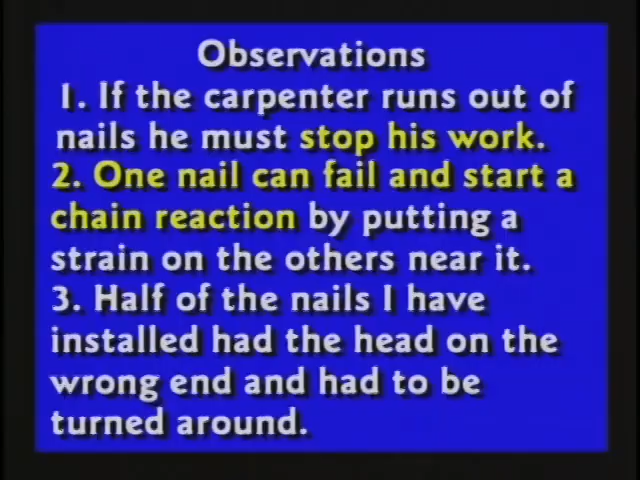 Observations
1. If the carpenter runs out of
nails he must stop his work.
2. One nail can fail and start a
chain reaction by putting a
strain on the others near it.
3. Half of the nails I have
installed had the head on the
wrong end and had to be
turned around.